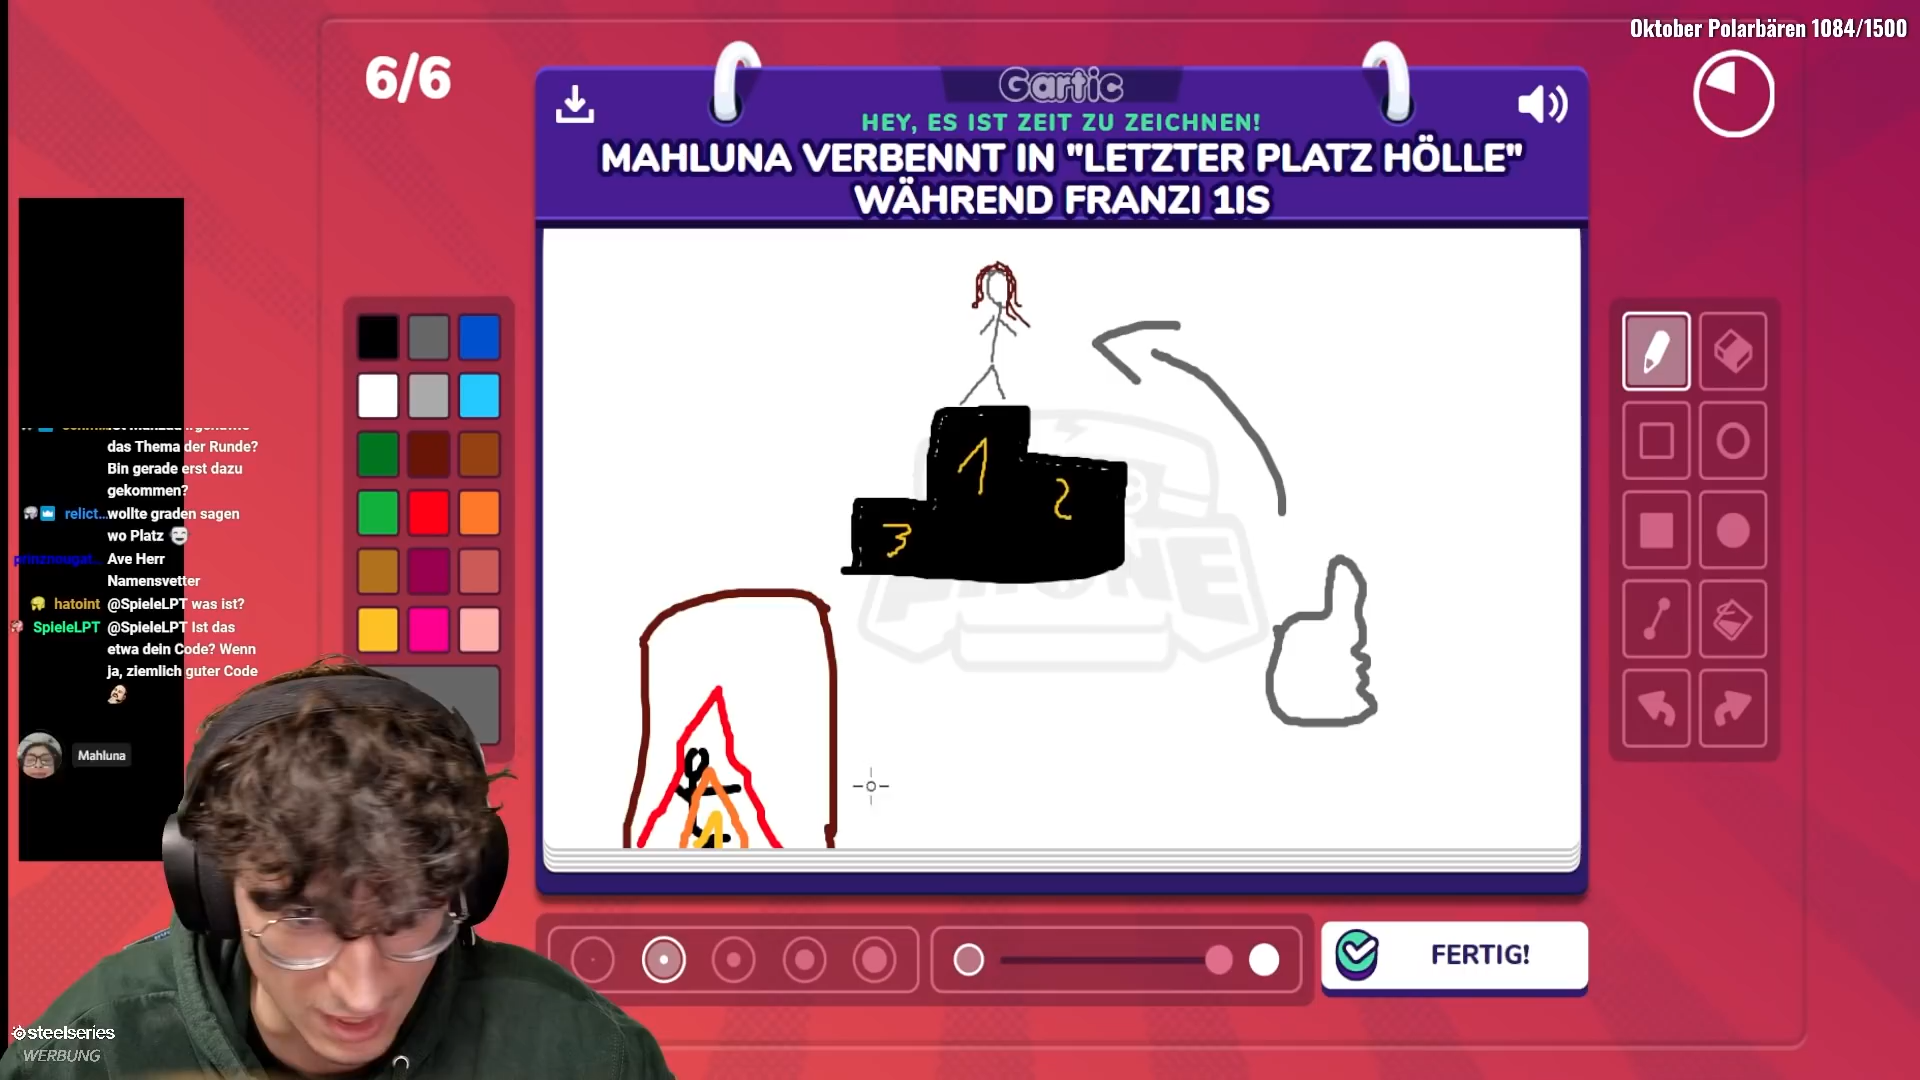 Oktober Polarbären 1084/1500
6/6
Gartic
HEY, ES IST ZEIT ZU ZEICHNEN!
MAHLUNA VERBENNT IN "LETZTER PLATZ HÖLLE"
WÄHREND FRANZI 1IS
1
2
3
PHONE
das Thema der Runde?
Bin gerade erst dazu
gekommen?
relict... wollte graden sagen
wo Platz
prinznougat... Ave Herr
Namensvetter
hatoint @SpieleLPT was ist?
SpieleLPT @SpieleLPT Ist das
etwa dein Code? Wenn
ja, ziemlich guter Code
Mahluna
FERTIG!
steelseries
WERBUNG